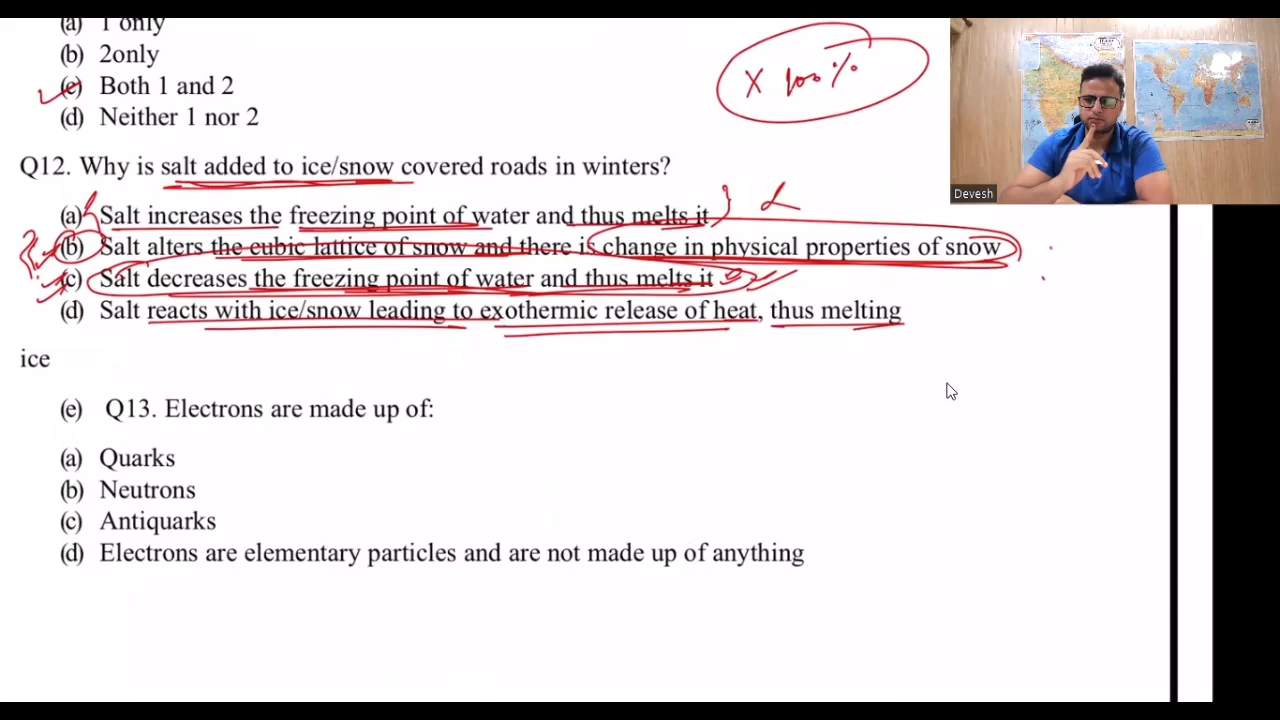 (a) 1 only
(b) 2only
(c) Both 1 and 2
(d) Neither 1 nor 2
x 100%
Q12. Why is salt added to ice/snow covered roads in winters?
(a) Salt increases the freezing point of water and thus melts it
(b) Salt alters the cubic lattice of snow and there is change in physical properties of snow
(c) Salt decreases the freezing point of water and thus melts it
(d) Salt reacts with ice/snow leading to exothermic release of heat, thus melting
ice
(e) Q13. Electrons are made up of:
(a) Quarks
(b) Neutrons
(c) Antiquarks
(d) Electrons are elementary particles and are not made up of anything
Devesh